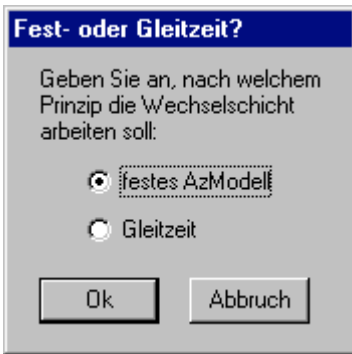 Fest- oder Gleitzeit?
Geben Sie an, nach welchem
Prinzip die Wechselschicht
arbeiten soll:
festes AzModell
Gleitzeit
Ok
Abbruch